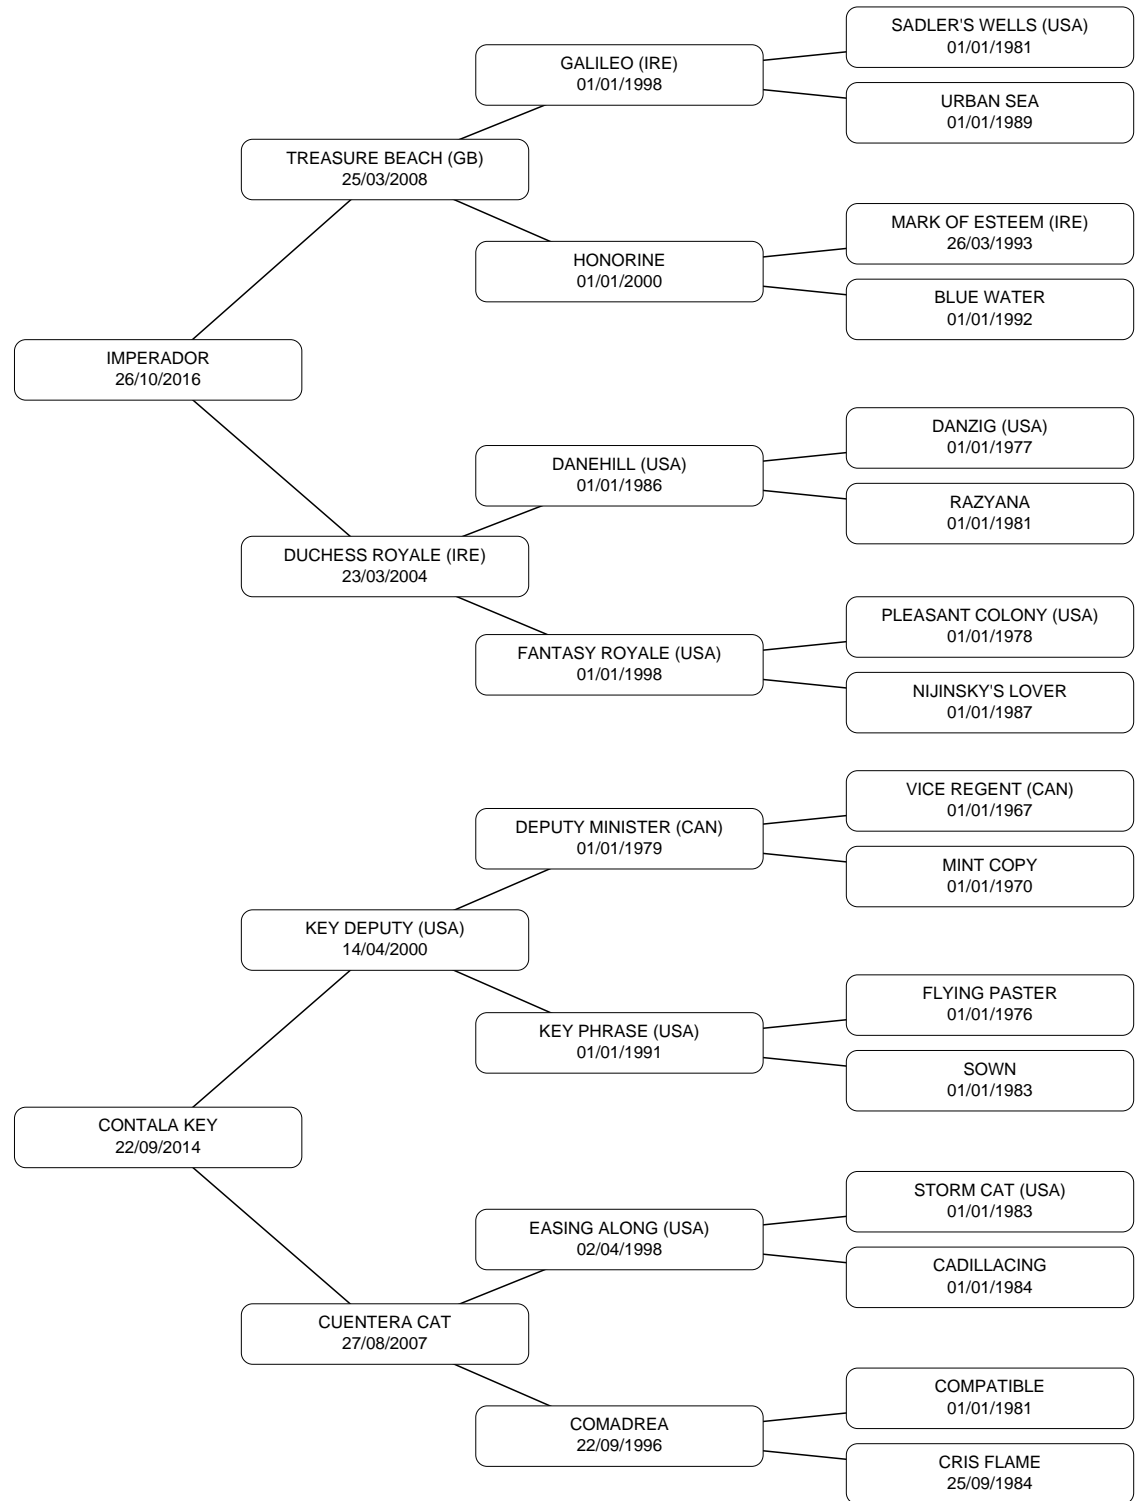 SADLER'S WELLS (USA)
01/01/1981
GALILEO (IRE)
01/01/1998
URBAN SEA
01/01/1989
TREASURE BEACH (GB)
25/03/2008
MARK OF ESTEEM (IRE)
26/03/1993
HONORINE
01/01/2000
BLUE WATER
01/01/1992
IMPERADOR
26/10/2016
DANZIG (USA)
01/01/1977
DANEHILL (USA)
01/01/1986
RAZYANA
01/01/1981
DUCHESS ROYALE (IRE)
23/03/2004
PLEASANT COLONY (USA)
01/01/1978
FANTASY ROYALE (USA)
01/01/1998
NIJINSKY'S LOVER
01/01/1987
VICE REGENT (CAN)
01/01/1967
DEPUTY MINISTER (CAN)
01/01/1979
MINT COPY
01/01/1970
KEY DEPUTY (USA)
14/04/2000
FLYING PASTER
01/01/1976
KEY PHRASE (USA)
01/01/1991
SOWN
01/01/1983
CONTALA KEY
22/09/2014
STORM CAT (USA)
01/01/1983
EASING ALONG (USA)
02/04/1998
CADILLACING
01/01/1984
CUENTERA CAT
27/08/2007
COMPATIBLE
01/01/1981
COMADREA
22/09/1996
CRIS FLAME
25/09/1984